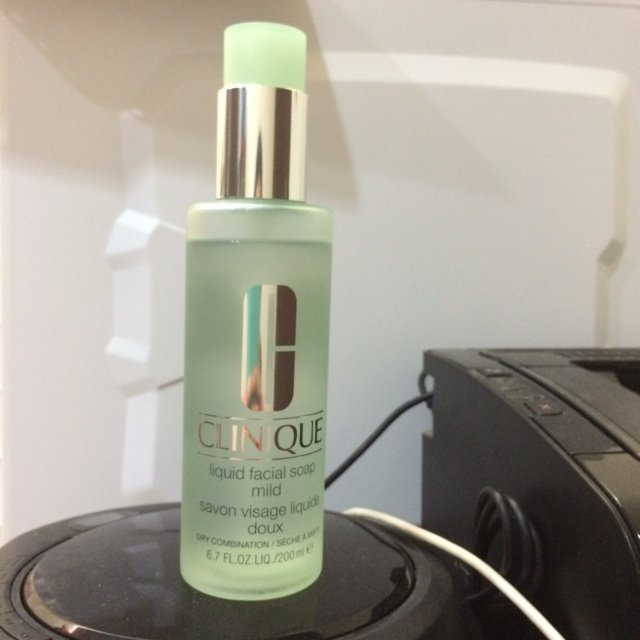 CLINIQUE
liquid facial soap
mild
savon visage liquide
doux
DRY COMBINATION / SÈCHE À MIXTE
6.7 FL.OZ.LIQ./200 ml ℮